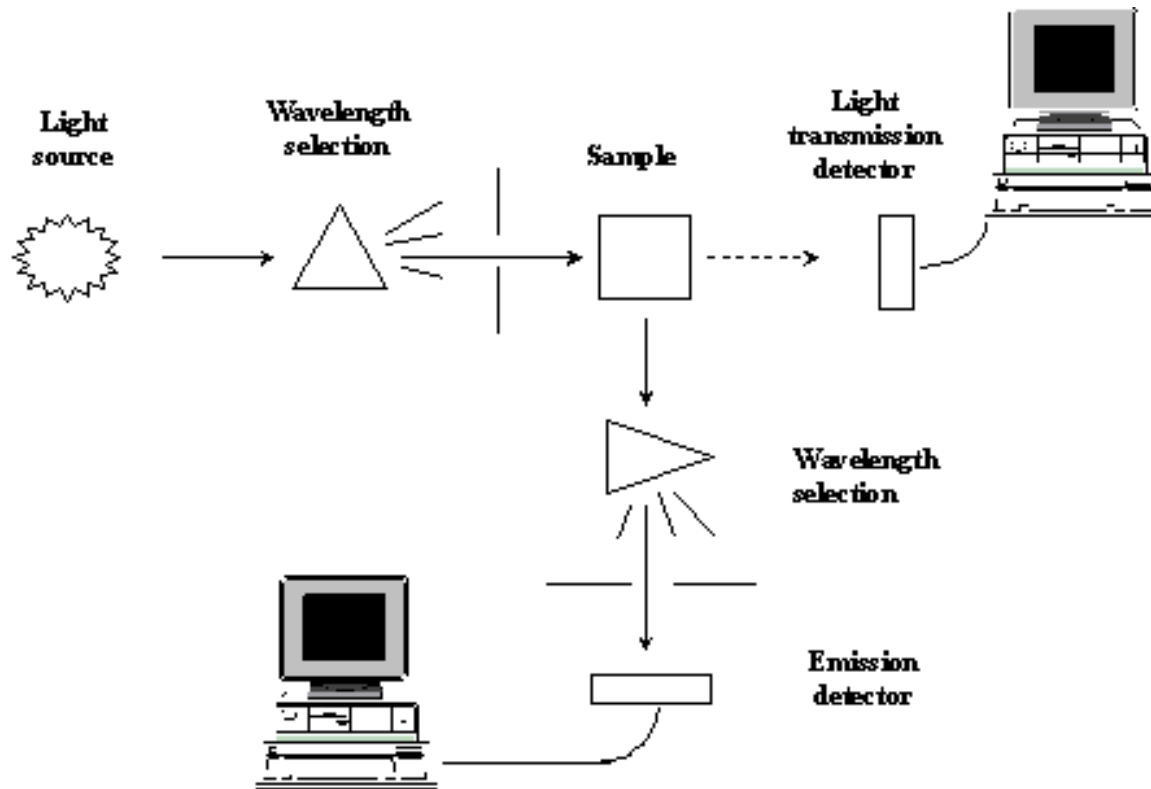 Light
source
Wavelength
selection
Sample
Light
transmission
detector
Wavelength
selection
Emission
detector